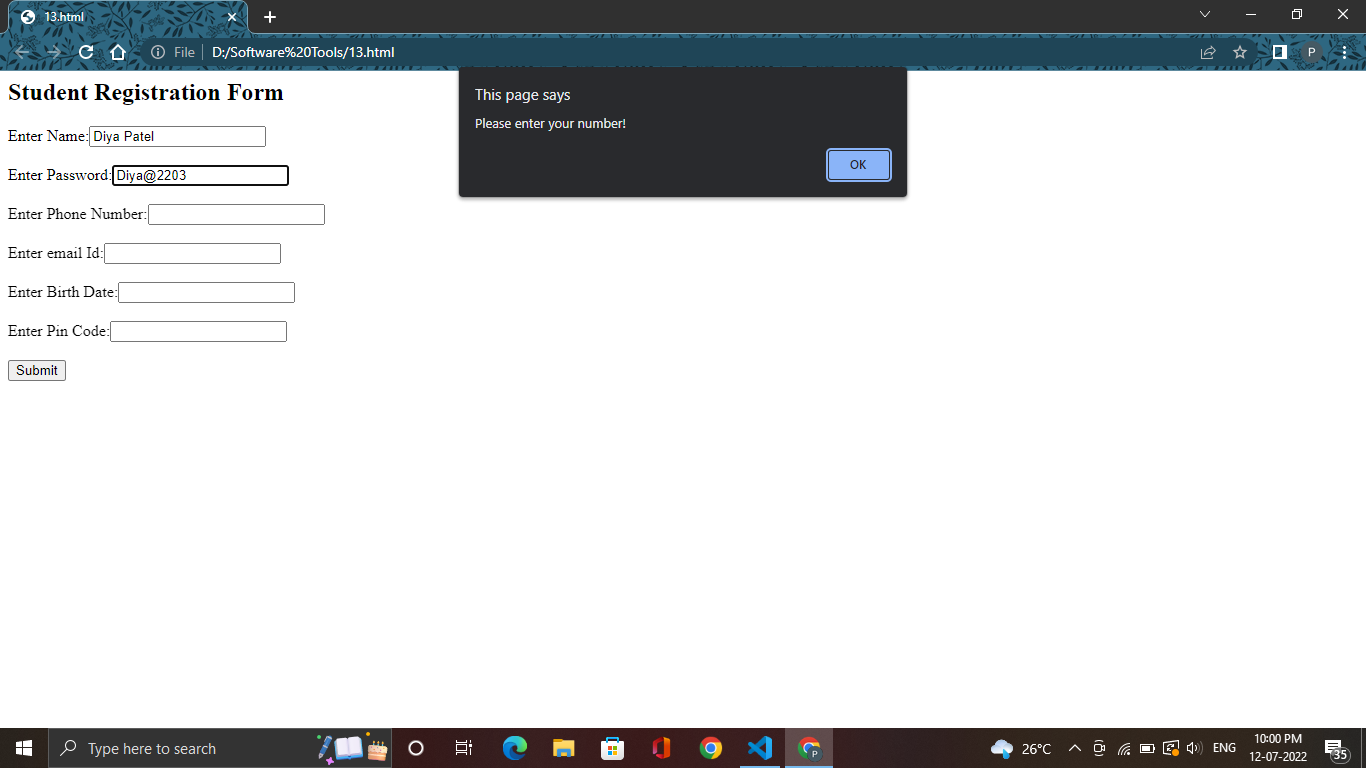 13.html
File
D:/Software%20Tools/13.html
P
This page says
Please enter your number!
OK
Student Registration Form
Enter Name: Diya Patel
Enter Password: Diya@2203
Enter Phone Number:
Enter email Id:
Enter Birth Date:
Enter Pin Code:
Submit
Type here to search
P
26°C
ENG
10:00 PM
12-07-2022
35